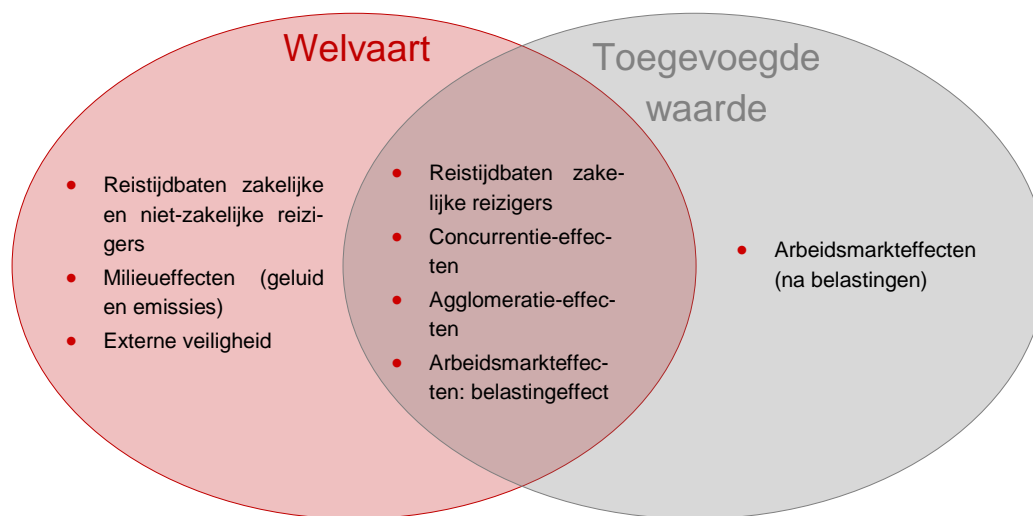 Welvaart
Toegevoegde
waarde
● Reistijdbaten zakelijke
en niet-zakelijke reizi-
gers
● Milieueffecten (geluid
en emissies)
● Externe veiligheid
● Reistijdbaten zake-
lijke reizigers
● Concurrentie-effec-
ten
● Agglomeratie-effec-
ten
● Arbeidsmarkteffec-
ten: belastingeffect
● Arbeidsmarkteffecten
(na belastingen)